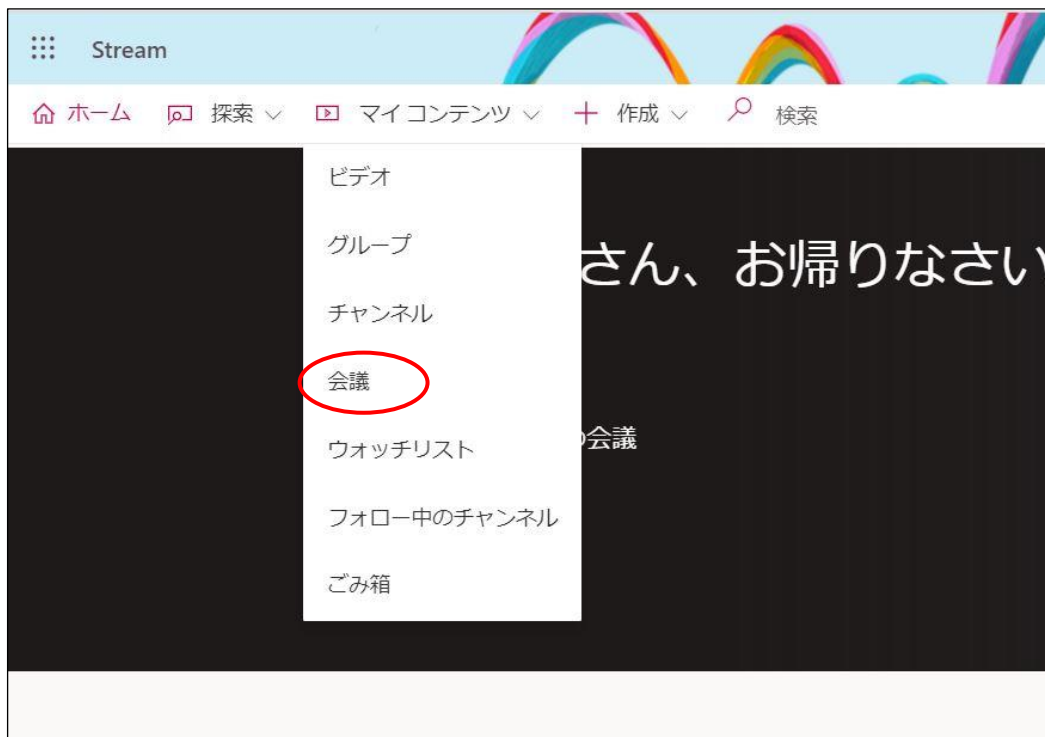 Stream
ホーム 探索 マイ コンテンツ 作成 検索
ビデオ
グループ
さん、お帰りなさい
チャンネル
会議
会議
ウォッチリスト
フォロー中のチャンネル
ごみ箱